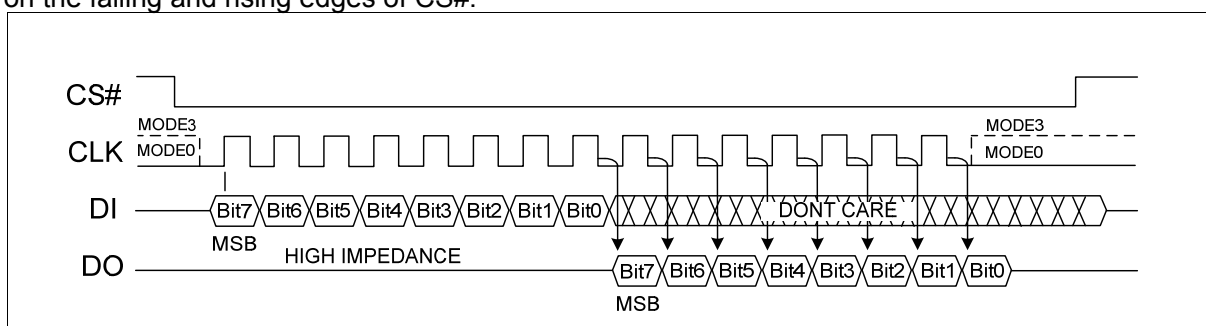 on the falling and rising edges of CS#.
CS#
MODE3
MODE3
CLK
MODE0
MODE0
DI
Bit7 Bit6 Bit5 Bit4 Bit3 Bit2 Bit1 Bit0 DONT CARE
MSB
HIGH IMPEDANCE
DO
Bit7 Bit6 Bit5 Bit4 Bit3 Bit2 Bit1 Bit0
MSB